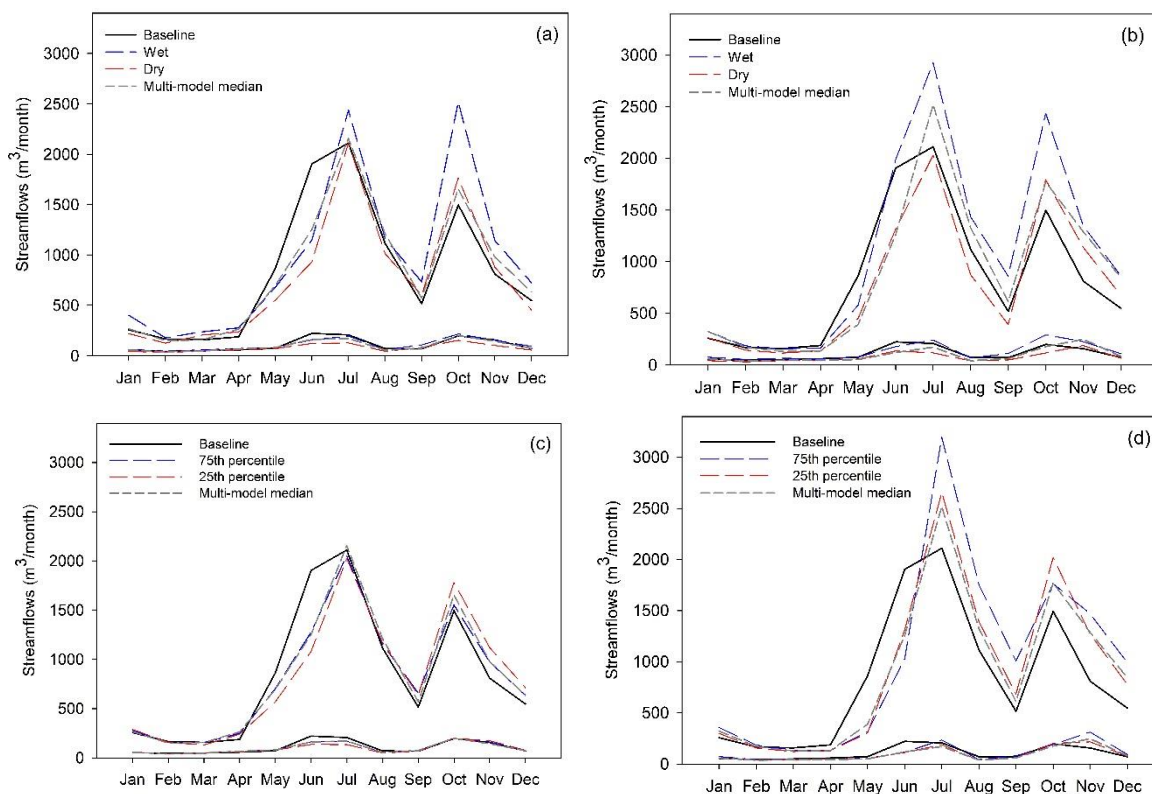 (a)
Baseline
Wet
Dry
Multi-model median
Streamflows (m³/month)
3000
2500
2000
1500
1000
500
0
Jan Feb Mar Apr May Jun Jul Aug Sep Oct Nov Dec
(b)
Baseline
Wet
Dry
Multi-model median
Streamflows (m³/month)
3000
2500
2000
1500
1000
500
0
Jan Feb Mar Apr May Jun Jul Aug Sep Oct Nov Dec
(c)
Baseline
75th percentile
25th percentile
Multi-model median
Streamflows (m³/month)
3000
2500
2000
1500
1000
500
0
Jan Feb Mar Apr May Jun Jul Aug Sep Oct Nov Dec
(d)
Baseline
75th percentile
25th percentile
Multi-model median
Streamflows (m³/month)
3000
2500
2000
1500
1000
500
0
Jan Feb Mar Apr May Jun Jul Aug Sep Oct Nov Dec